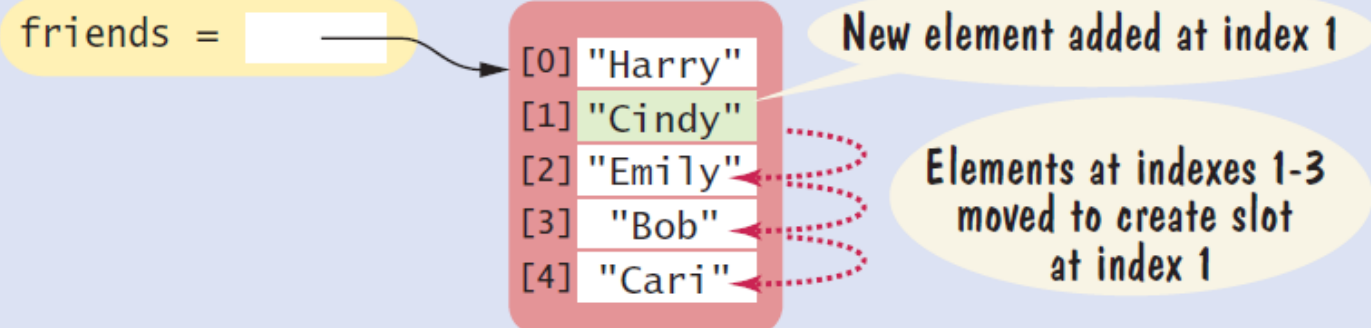 friends =
[0] "Harry"
[1] "Cindy"
[2] "Emily"
[3] "Bob"
[4] "Cari"
New element added at index 1
Elements at indexes 1-3
moved to create slot
at index 1